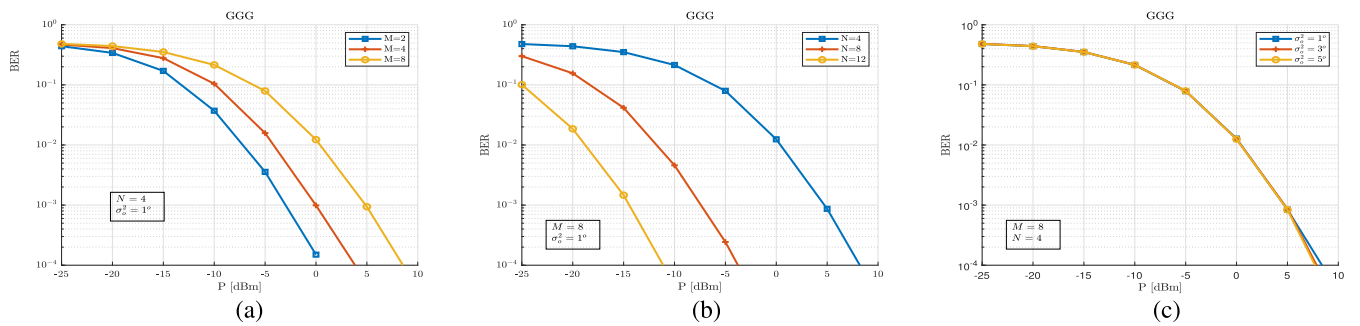 GGG
BER
10^0
10^-1
10^-2
10^-3
10^-4
M=2
M=4
M=8
N = 4
σ_o^2 = 1^o
-25 -20 -15 -10 -5 0 5 10
P [dBm]
(a)
GGG
BER
10^0
10^-1
10^-2
10^-3
10^-4
N=4
N=8
N=12
M = 8
σ_o^2 = 1^o
-25 -20 -15 -10 -5 0 5 10
P [dBm]
(b)
GGG
BER
10^0
10^-1
10^-2
10^-3
10^-4
σ_o^2 = 1^o
σ_o^2 = 3^o
σ_o^2 = 5^o
M = 8
N = 4
-25 -20 -15 -10 -5 0 5 10
P [dBm]
(c)